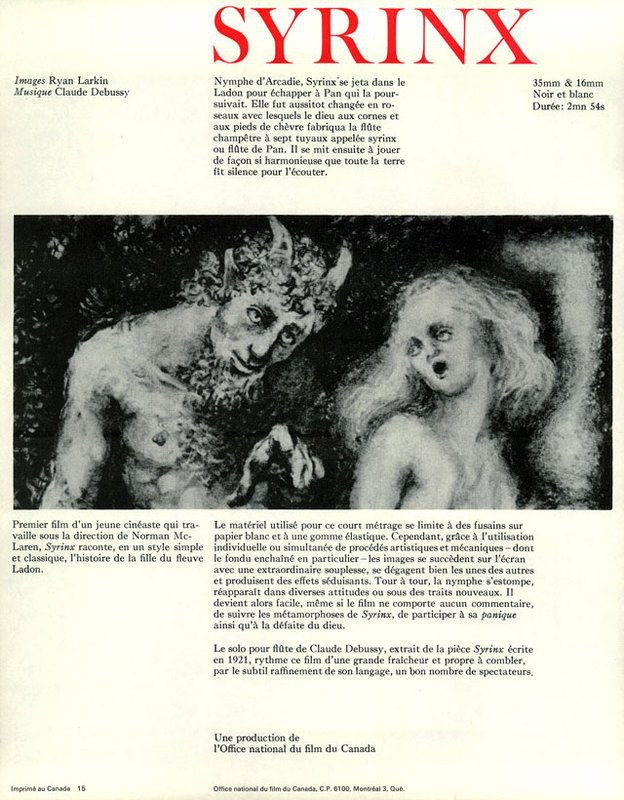 SYRINX
Images Ryan Larkin
Musique Claude Debussy
Nymphe d'Arcadie, Syrinx se jeta dans le
Ladon pour échapper à Pan qui la pour-
suivait. Elle fut aussitot changée en ro-
seaux avec lesquels le dieu aux cornes et
aux pieds de chèvre fabriqua la flûte
champêtre à sept tuyaux appelée syrinx
ou flûte de Pan. Il se mit ensuite à jouer
de façon si harmonieuse que toute la terre
fît silence pour l'écouter.
35mm & 16mm
Noir et blanc
Durée: 2mn 54s
Premier film d'un jeune cinéaste qui tra-
vaille sous la direction de Norman Mc-
Laren, Syrinx raconte, en un style simple
et classique, l'histoire de la fille du fleuve
Ladon.
Le matériel utilisé pour ce court métrage se limite à des fusains sur
papier blanc et à une gomme élastique. Cependant, grâce à l'utilisation
individuelle ou simultanée de procédés artistiques et mécaniques – dont
le fondu enchaîné en particulier – les images se succèdent sur l'écran
avec une extraordinaire souplesse, se dégagent bien les unes des autres
et produisent des effets séduisants. Tour à tour, la nymphe s'estompe,
réapparaît dans diverses attitudes ou sous des traits nouveaux. Il
devient alors facile, même si le film ne comporte aucun commentaire,
de suivre les métamorphoses de Syrinx, de participer à sa panique
ainsi qu'à la défaite du dieu.
Le solo pour flûte de Claude Debussy, extrait de la pièce Syrinx écrite
en 1921, rythme ce film d'une grande fraîcheur et propre à combler,
par le subtil raffinement de son langage, un bon nombre de spectateurs.
Une production de
l'Office national du film du Canada
Imprimé au Canada 15
Office national du film du Canada, C.P. 6100, Montréal 3, Qué.